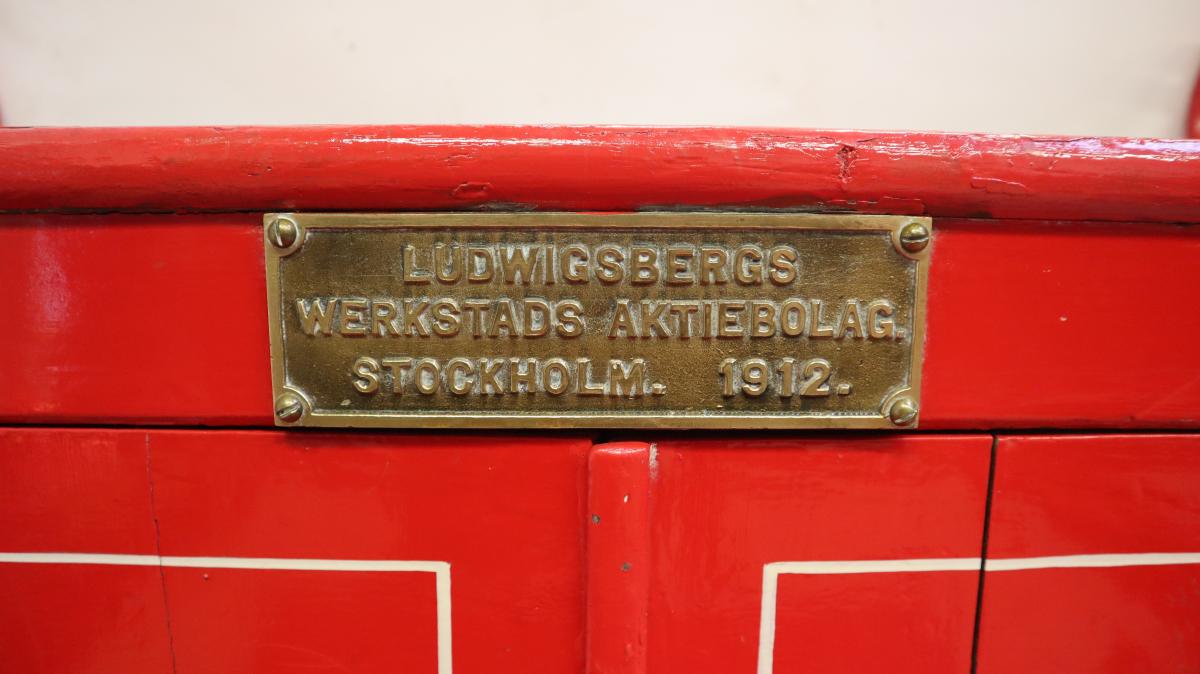 LUDWIGSBERGS
WERKSTADS AKTIEBOLAG.
STOCKHOLM. 1912.